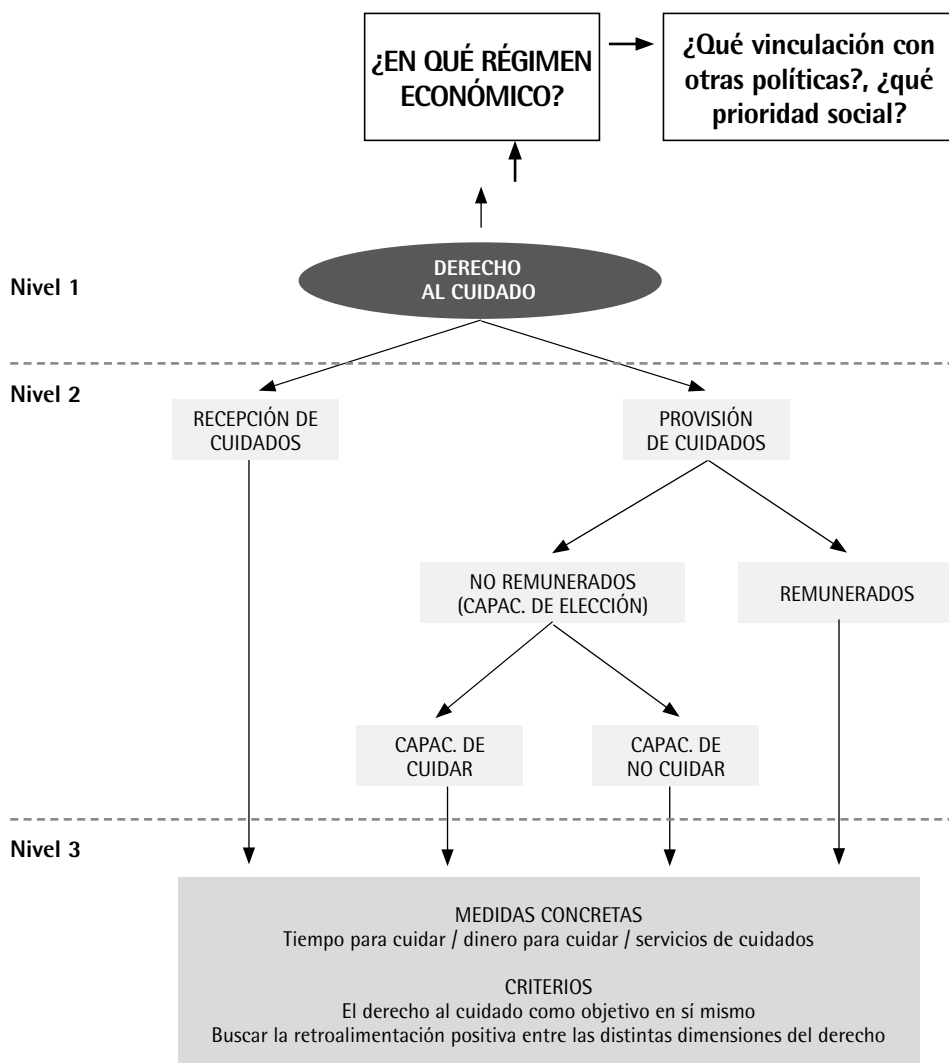 ¿EN QUÉ RÉGIMEN
ECONÓMICO?
¿Qué vinculación con
otras políticas?, ¿qué
prioridad social?
Nivel 1
DERECHO
AL CUIDADO
Nivel 2
RECEPCIÓN DE
CUIDADOS
PROVISIÓN
DE CUIDADOS
NO REMUNERADOS
(CAPAC. DE ELECCIÓN)
REMUNERADOS
CAPAC. DE
CUIDAR
CAPAC. DE
NO CUIDAR
Nivel 3
MEDIDAS CONCRETAS
Tiempo para cuidar / dinero para cuidar / servicios de cuidados
CRITERIOS
El derecho al cuidado como objetivo en sí mismo
Buscar la retroalimentación positiva entre las distintas dimensiones del derecho